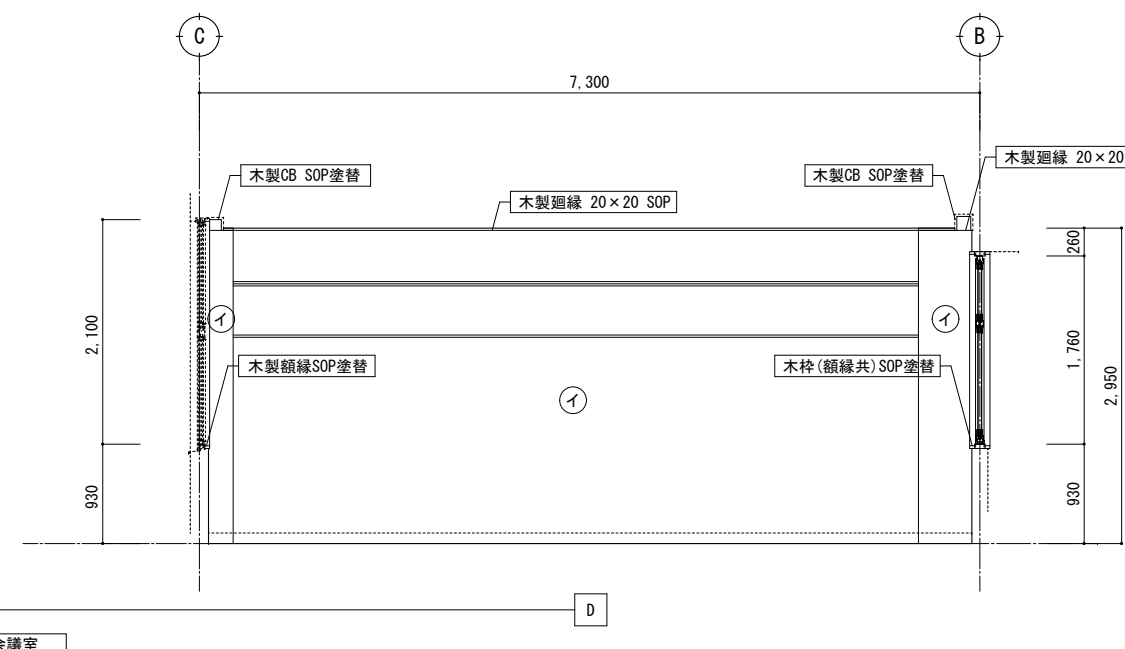 C
B
7,300
木製CB SOP塗替
木製廻縁 20×20 SOP
木製CB SOP塗替
木製廻縁 20×20
260
イ
イ
2,100
1,760
2,950
木製額縁SOP塗替
木枠(額縁共)SOP塗替
イ
930
930
D
会議室